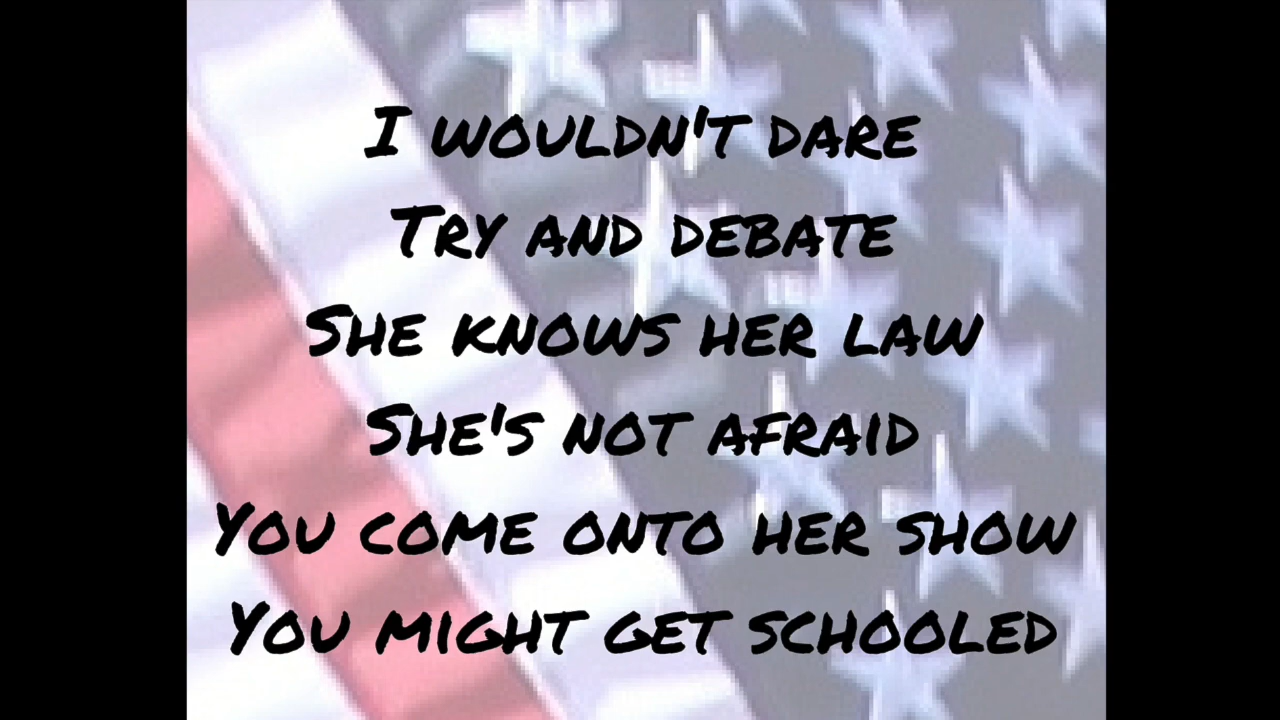 I wouldn't dare
Try and debate
She knows her law
She's not afraid
You come onto her show
You might get schooled